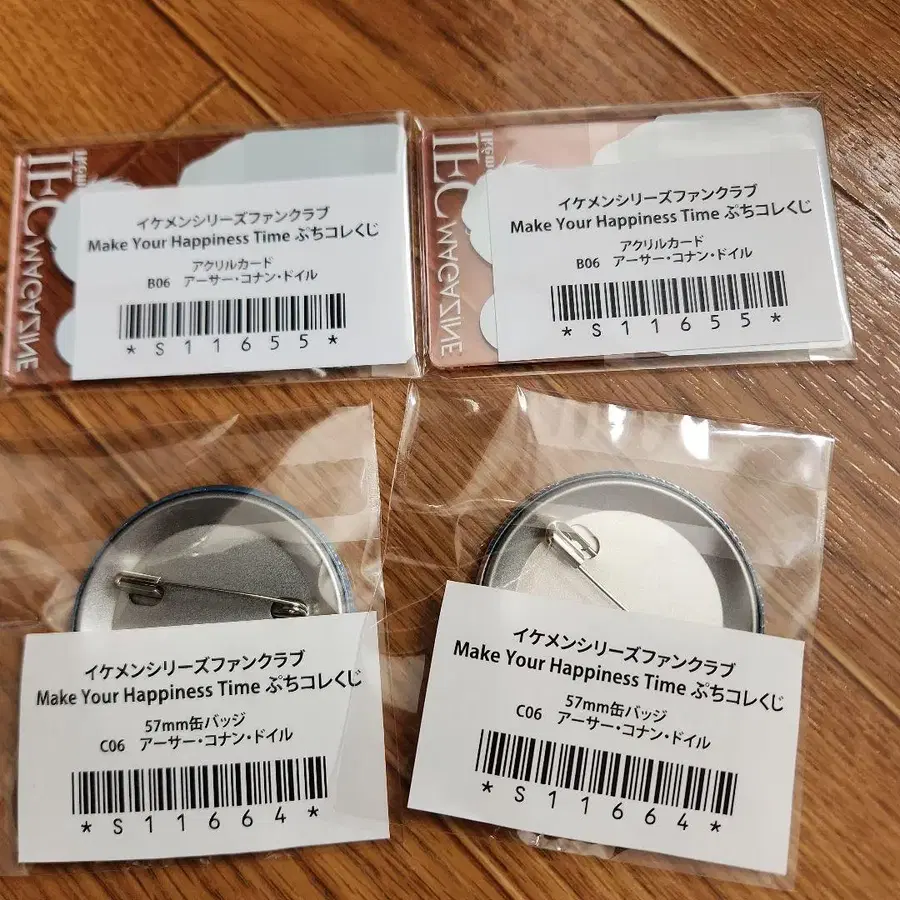 IKém
IEC MAGAZINE
イケメンシリーズファンクラブ
Make Your Happiness Time ぷちコレくじ
アクリルカード
B06 アーサー・コナン・ドイル
*S11655*
IEC MAGAZINE
イケメンシリーズファンクラブ
Make Your Happiness Time ぷちコレくじ
アクリルカード
B06 アーサー・コナン・ドイル
*S11655*
イケメンシリーズファンクラブ
Make Your Happiness Time ぷちコレくじ
57mm缶バッジ
C06 アーサー・コナン・ドイル
*S11664*
イケメンシリーズファンクラブ
Make Your Happiness Time ぷちコレくじ
57mm缶バッジ
C06 アーサー・コナン・ドイル
*S11664*